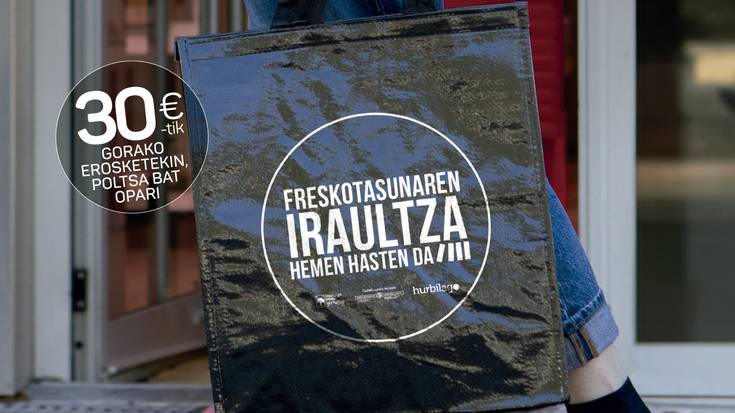 30€
-tik
GORAKO
EROSKETEKIN,
POLTSA BAT
OPARI
FRESKOTASUNAREN
IRAULTZA
HEMEN HASTEN DA
hurbilago